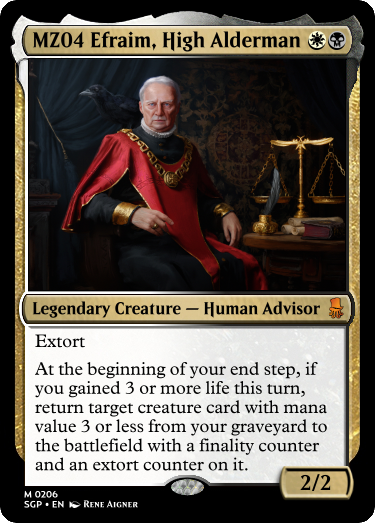 MZ04 Efraim, High Alderman
Legendary Creature — Human Advisor
Extort
At the beginning of your end step, if
you gained 3 or more life this turn,
return target creature card with mana
value 3 or less from your graveyard to
the battlefield with a finality counter
and an extort counter on it.
2/2
M 0206
SGP • EN Rene Aigner